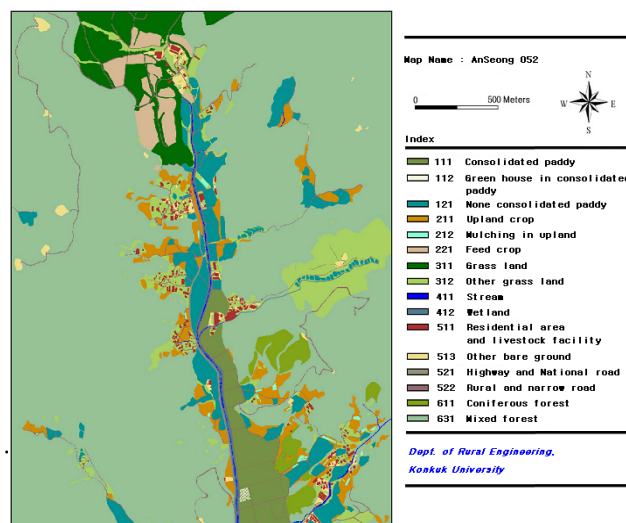 Map Name : AnSeong 052
N
W
E
S
0 500 Meters
Index
111 Consolidated paddy
112 Green house in consolidated
paddy
121 None consolidated paddy
211 Upland crop
212 Mulching in upland
221 Feed crop
311 Grass land
312 Other grass land
411 Stream
412 Wetland
511 Residential area
and livestock facility
513 Other bare ground
521 Highway and National road
522 Rural and narrow road
611 Coniferous forest
631 Mixed forest
Dept. of Rural Engineering,
Konkuk University